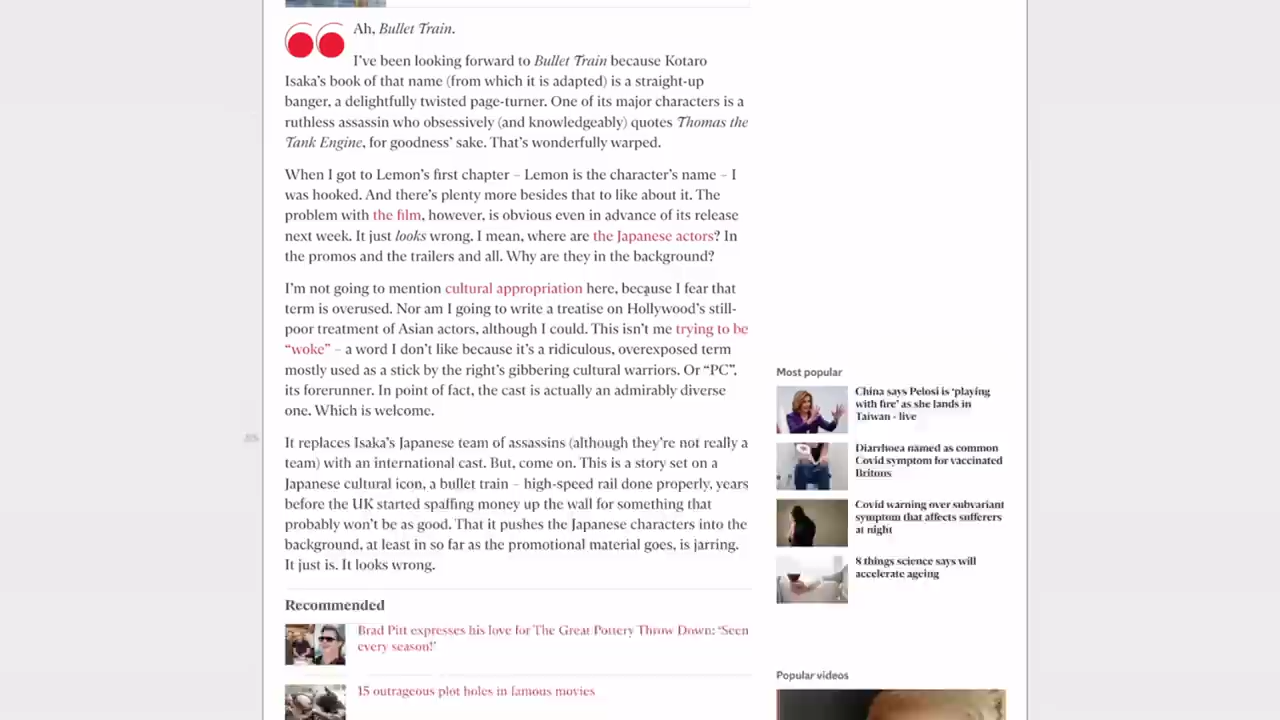 Ah, Bullet Train.
I've been looking forward to Bullet Train because Kotaro
Isaka's book of that name (from which it is adapted) is a straight-up
banger, a delightfully twisted page-turner. One of its major characters is a
ruthless assassin who obsessively (and knowledgeably) quotes Thomas the
Tank Engine, for goodness' sake. That's wonderfully warped.
When I got to Lemon's first chapter – Lemon is the character's name – I
was hooked. And there's plenty more besides that to like about it. The
problem with the film, however, is obvious even in advance of its release
next week. It just looks wrong. I mean, where are the Japanese actors? In
the promos and the trailers and all. Why are they in the background?
I'm not going to mention cultural appropriation here, because I fear that
term is overused. Nor am I going to write a treatise on Hollywood's still-
poor treatment of Asian actors, although I could. This isn't me trying to be
“woke” – a word I don't like because it's a ridiculous, overexposed term
mostly used as a stick by the right's gibbering cultural warriors. Or “PC”,
its forerunner. In point of fact, the cast is actually an admirably diverse
one. Which is welcome.
It replaces Isaka's Japanese team of assassins (although they're not really a
team) with an international cast. But, come on. This is a story set on a
Japanese cultural icon, a bullet train – high-speed rail done properly, years
before the UK started spaffing money up the wall for something that
probably won't be as good. That it pushes the Japanese characters into the
background, at least in so far as the promotional material goes, is jarring.
It just is. It looks wrong.
Recommended
Brad Pitt expresses his love for The Great Pottery Throw Down: ‘Seen
every season!’
15 outrageous plot holes in famous movies
Most popular
China says Pelosi is ‘playing
with fire’ as she lands in
Taiwan - live
Diarrhoea named as common
Covid symptom for vaccinated
Britons
Covid warning over subvariant
symptom that affects sufferers
at night
8 things science says will
accelerate ageing
Popular videos